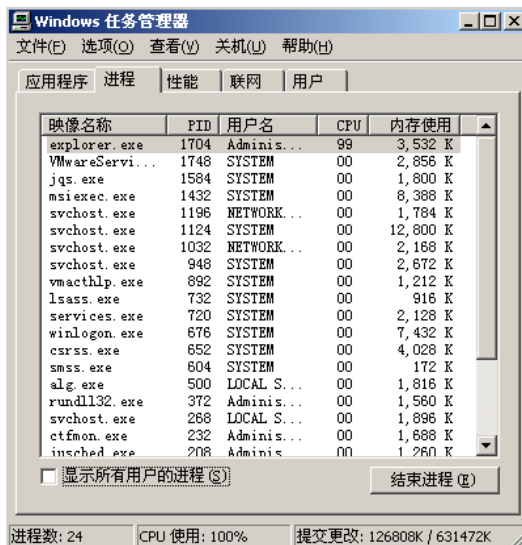 Windows 任务管理器
文件(F) 选项(O) 查看(V) 关机(U) 帮助(H)
应用程序 进程 性能 联网 用户
映像名称 PID 用户名 CPU 内存使用
explorer.exe 1704 Adminis... 99 3,532 K
VMwareServi... 1748 SYSTEM 00 2,856 K
jqs.exe 1584 SYSTEM 00 1,800 K
msiexec.exe 1432 SYSTEM 00 8,388 K
svchost.exe 1196 NETWORK... 00 1,784 K
svchost.exe 1124 SYSTEM 00 12,800 K
svchost.exe 1032 NETWORK... 00 2,168 K
svchost.exe 948 SYSTEM 00 2,672 K
vmacthlp.exe 892 SYSTEM 00 1,212 K
lsass.exe 732 SYSTEM 00 916 K
services.exe 720 SYSTEM 00 2,128 K
winlogon.exe 676 SYSTEM 00 7,432 K
csrss.exe 652 SYSTEM 00 4,028 K
smss.exe 604 SYSTEM 00 172 K
alg.exe 500 LOCAL S... 00 1,816 K
rundll32.exe 372 Adminis... 00 1,560 K
svchost.exe 268 LOCAL S... 00 1,896 K
ctfmon.exe 232 Adminis... 00 1,688 K
jusched.exe 208 Adminis... 00 1,260 K
显示所有用户的进程(S) 结束进程(E)
进程数: 24 CPU 使用: 100% 提交更改: 126808K / 631472K